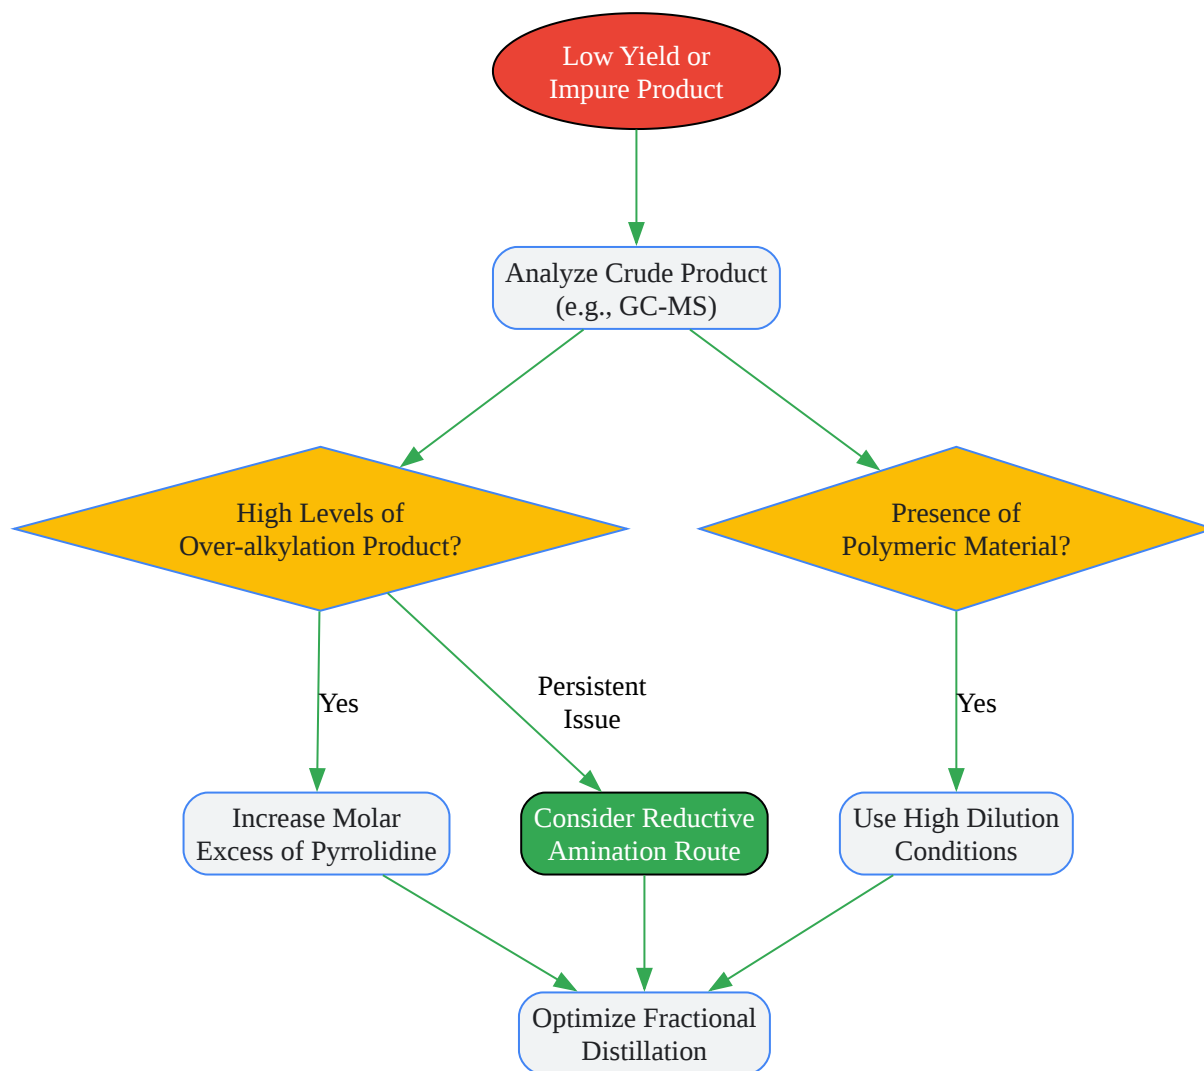 Low Yield or
Impure Product
Analyze Crude Product
(e.g., GC-MS)
High Levels of
Over-alkylation Product?
Presence of
Polymeric Material?
Yes
Persistent
Issue
Yes
Increase Molar
Excess of Pyrrolidine
Consider Reductive
Amination Route
Use High Dilution
Conditions
Optimize Fractional
Distillation